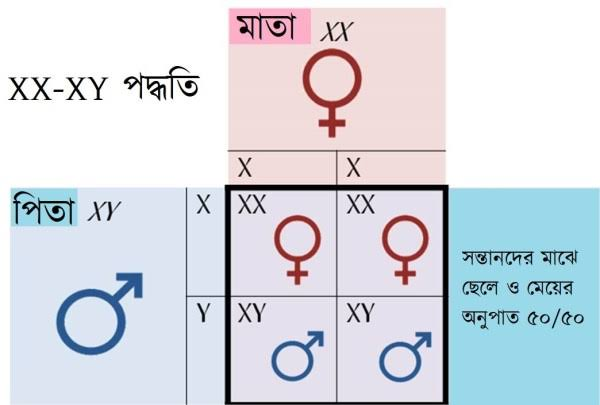 মাতা XX
XX-XY পদ্ধতি
X X
পিতা XY X XX XX
সন্তানদের মাঝে
ছেলে ও মেয়ের
অনুপাত ৫০/৫০
Y XY XY